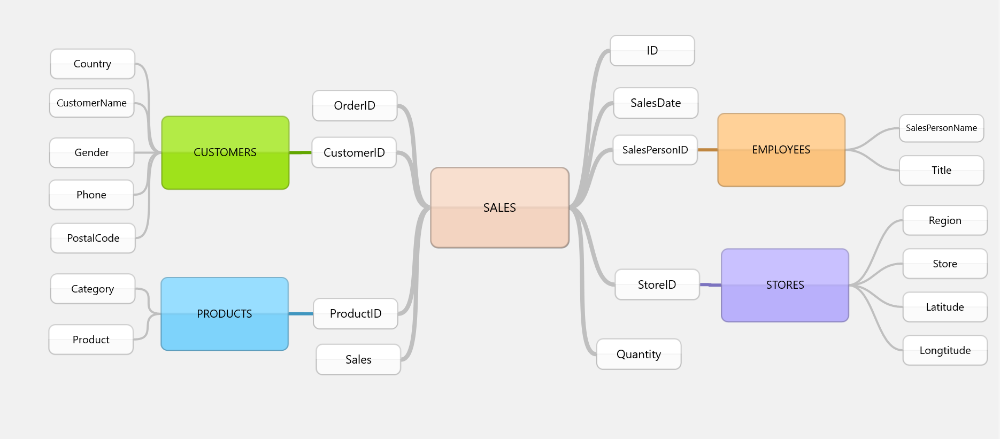 Country
CustomerName
Gender
Phone
PostalCode
CUSTOMERS
Category
Product
PRODUCTS
OrderID
CustomerID
ProductID
Sales
SALES
ID
SalesDate
SalesPersonID
StoreID
Quantity
EMPLOYEES
SalesPersonName
Title
STORES
Region
Store
Latitude
Longtitude